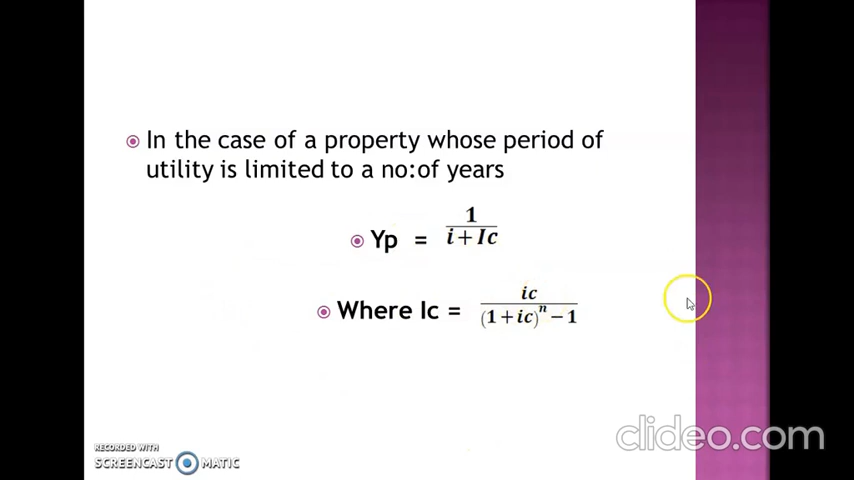 In the case of a property whose period of
utility is limited to a no:of years
Yp = 1 / i + Ic
Where Ic = ic / (1 + ic)^n − 1
RECORDED WITH
SCREENCAST MATIC
clideo.com